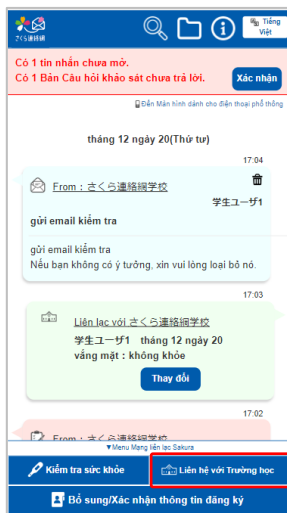 さくら連絡網
Tiếng
Việt
Có 1 tin nhắn chưa mở.
Có 1 Bản Câu hỏi khảo sát chưa trả lời.
Xác nhận
Đến Màn hình dành cho điện thoại phổ thông
tháng 12 ngày 20(Thứ tư)
17:04
From : さくら連絡網学校
学生ユーザ1
gửi email kiểm tra
gửi email kiểm tra
Nếu bạn không có ý tưởng, xin vui lòng loại bỏ nó.
17:03
Liên lạc với さくら連絡網学校
学生ユーザ1 tháng 12 ngày 20
vắng mặt : không khỏe
Thay đổi
17:02
From : さくら連絡網学校
▼Menu Mạng liên lạc Sakura
Kiểm tra sức khỏe
Liên hệ với Trường học
Bổ sung/Xác nhận thông tin đăng ký